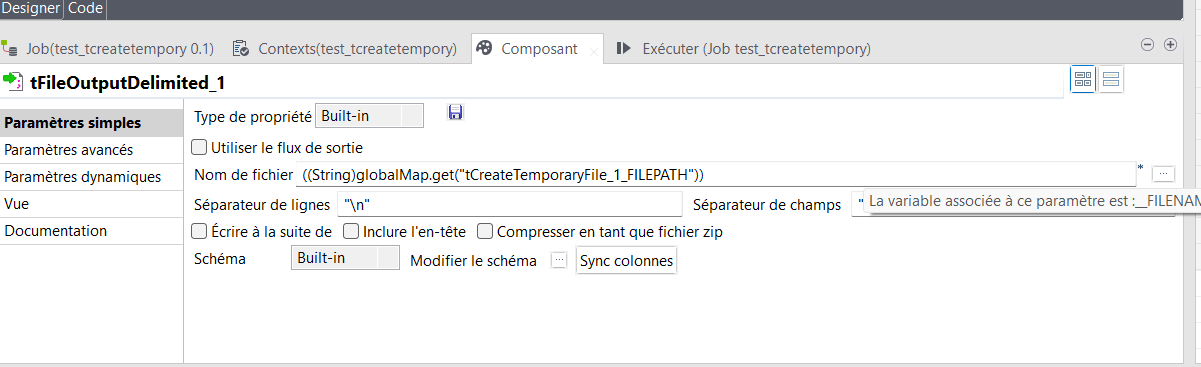 Designer Code
Job(test_tcreatetempory 0.1) Contexts(test_tcreatetempory) Composant Exécuter (Job test_tcreatetempory)
tFileOutputDelimited_1
Paramètres simples
Paramètres avancés
Paramètres dynamiques
Vue
Documentation
Type de propriété Built-in
Utiliser le flux de sortie
Nom de fichier ((String)globalMap.get("tCreateTemporaryFile_1_FILEPATH")) * ...
Séparateur de lignes "\n" Séparateur de champs "
La variable associée à ce paramètre est :__FILENAM
Écrire à la suite de Inclure l'en-tête Compresser en tant que fichier zip
Schéma Built-in Modifier le schéma ... Sync colonnes